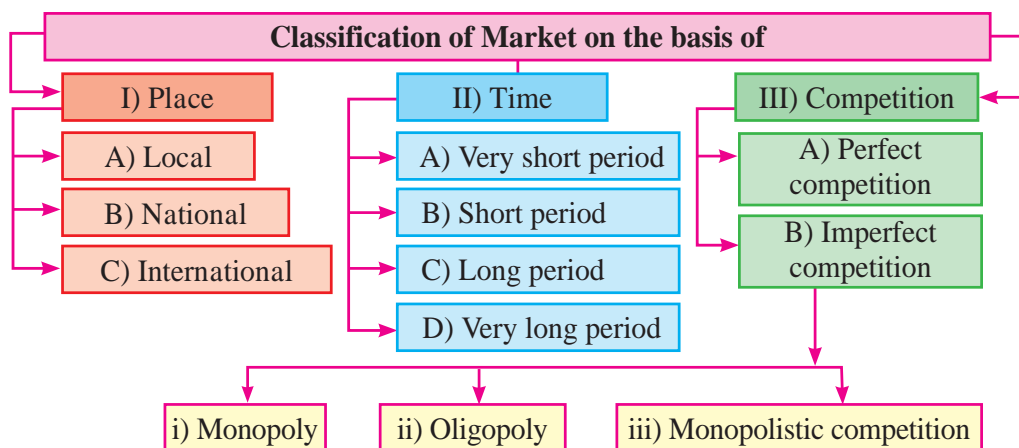 Classification of Market on the basis of
I) Place
A) Local
B) National
C) International
II) Time
A) Very short period
B) Short period
C) Long period
D) Very long period
III) Competition
A) Perfect
competition
B) Imperfect
competition
i) Monopoly
ii) Oligopoly
iii) Monopolistic competition